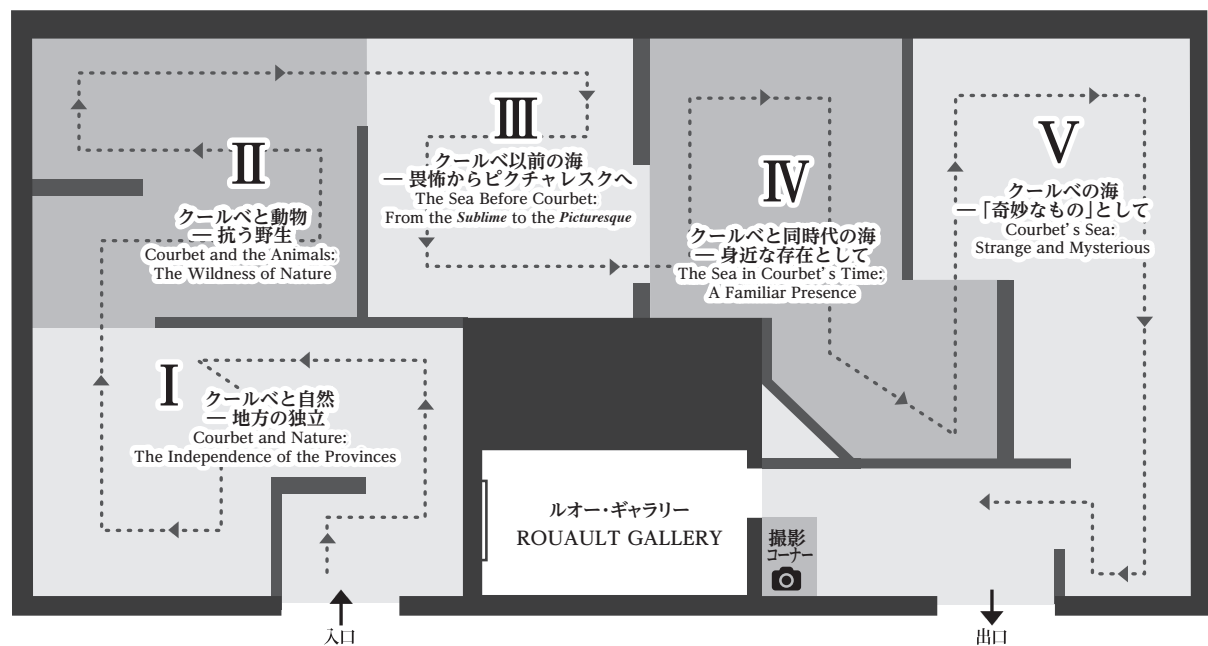 I
クールベと自然
― 地方の独立
Courbet and Nature:
The Independence of the Provinces
II
クールベと動物
― 抗う野生
Courbet and the Animals:
The Wildness of Nature
III
クールベ以前の海
― 畏怖からピクチャレスクへ
The Sea Before Courbet:
From the Sublime to the Picturesque
IV
クールベと同時代の海
― 身近な存在として
The Sea in Courbet's Time:
A Familiar Presence
V
クールベの海
―「奇妙なもの」として
Courbet's Sea:
Strange and Mysterious
ルオー・ギャラリー
ROUAULT GALLERY
撮影
コーナー
入口
出口